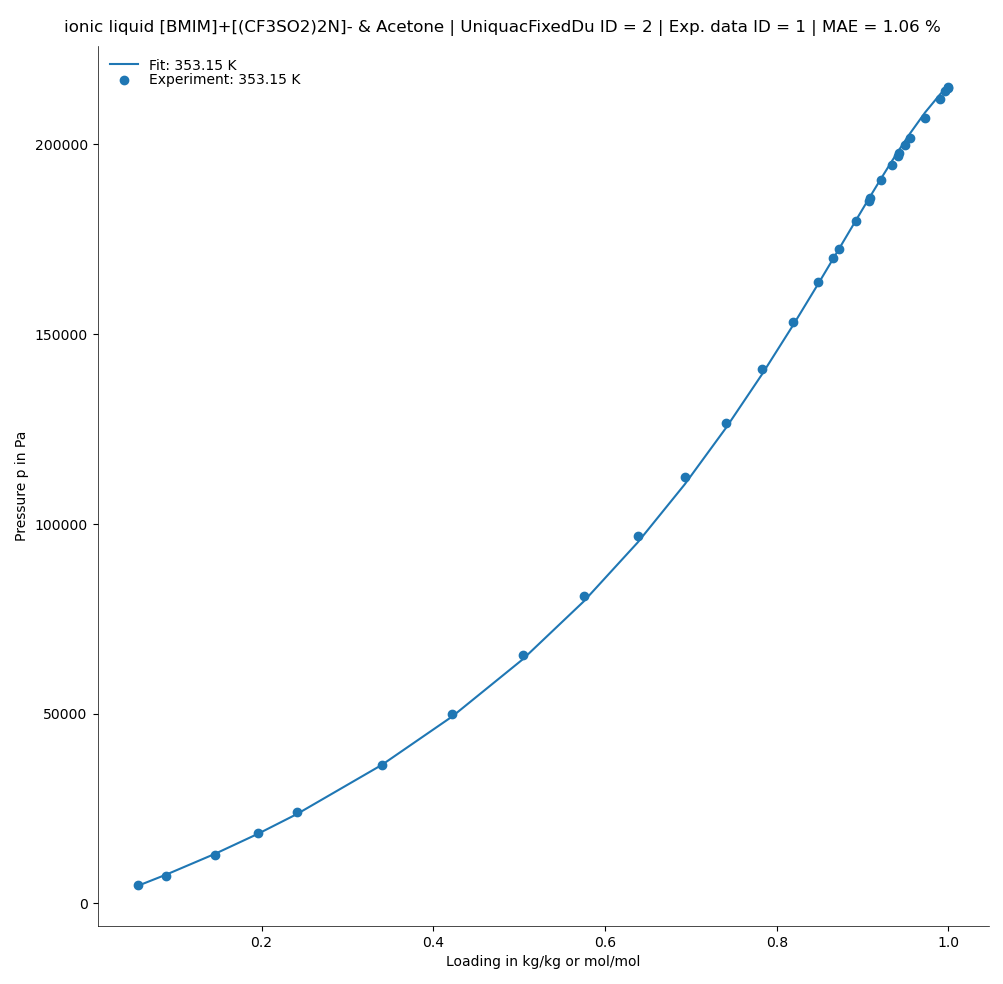 ionic liquid [BMIM]+[(CF3SO2)2N]- & Acetone | UniquacFixedDu ID = 2 | Exp. data ID = 1 | MAE = 1.06 %
Fit: 353.15 K
Experiment: 353.15 K
200000
150000
100000
50000
0
Pressure p in Pa
0.2 0.4 0.6 0.8 1.0
Loading in kg/kg or mol/mol